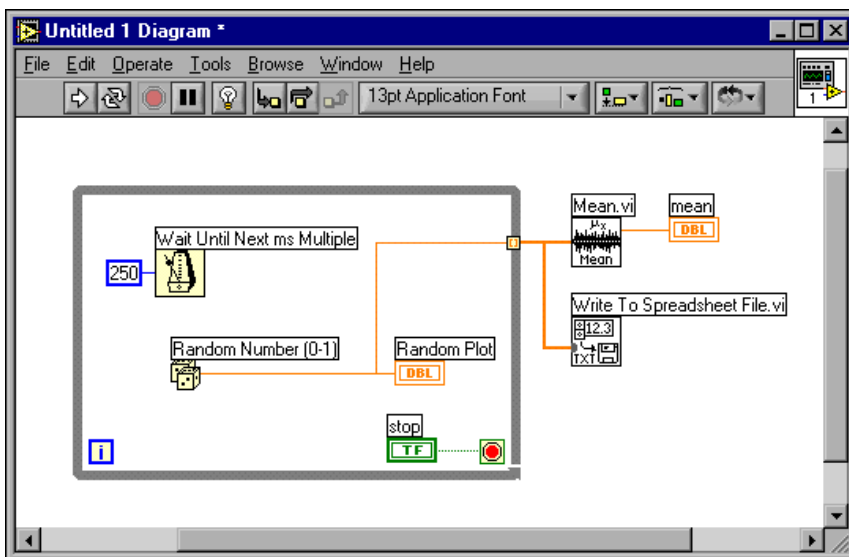 Untitled 1 Diagram *
File Edit Operate Tools Browse Window Help
13pt Application Font
1
Mean.vi mean
μx
DBL
Mean
Wait Until Next ms Multiple
250
Write To Spreadsheet File.vi
12.3
TXT
Random Number (0-1) Random Plot
DBL
stop
TF
i